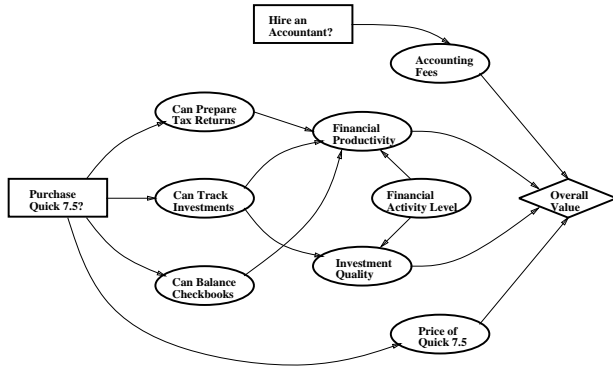 Hire an
Accountant?
Accounting
Fees
Can Prepare
Tax Returns
Financial
Productivity
Purchase
Quick 7.5?
Can Track
Investments
Financial
Activity Level
Overall
Value
Can Balance
Checkbooks
Investment
Quality
Price of
Quick 7.5